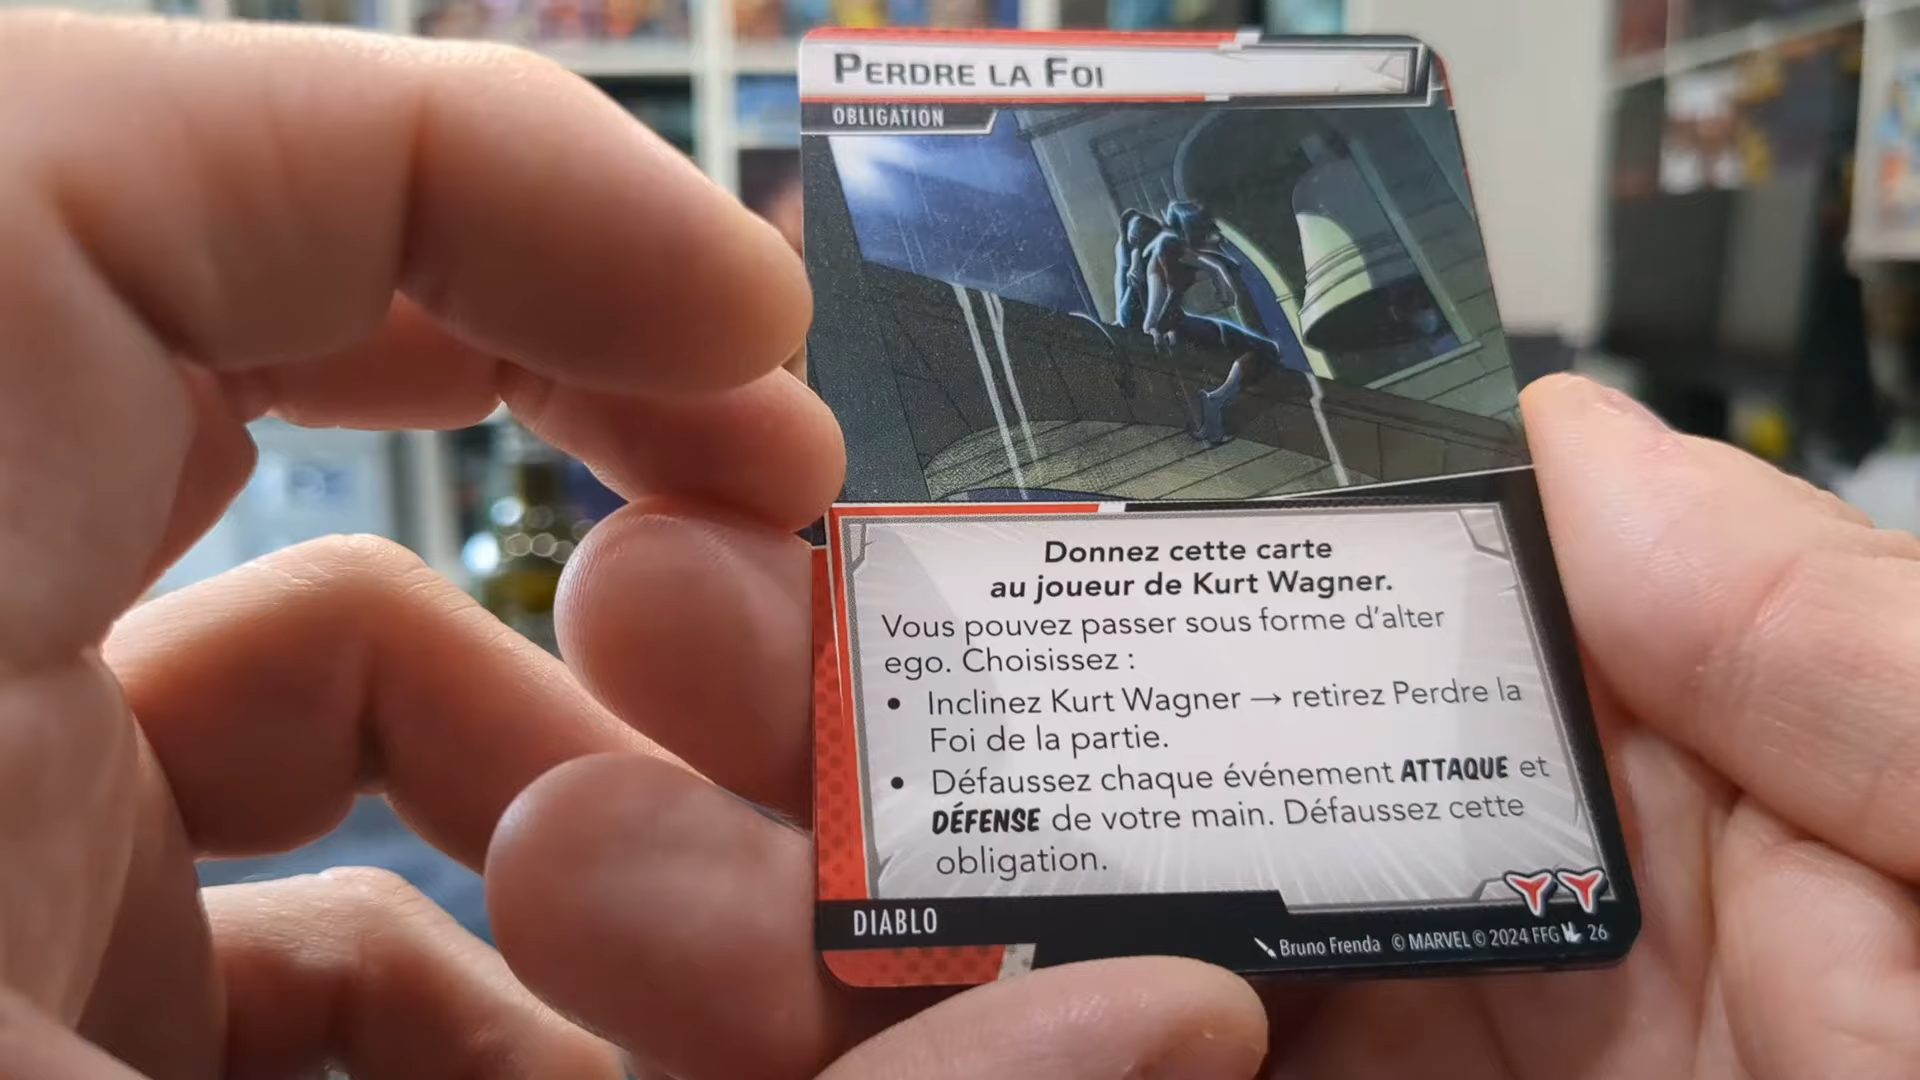 PERDRE LA FOI
OBLIGATION
Donnez cette carte
au joueur de Kurt Wagner.
Vous pouvez passer sous forme d'alter
ego. Choisissez :
• Inclinez Kurt Wagner → retirez Perdre la
Foi de la partie.
• Défaussez chaque événement ATTAQUE et
DÉFENSE de votre main. Défaussez cette
obligation.
DIABLO
Bruno Frenda © MARVEL © 2024 FFG 26